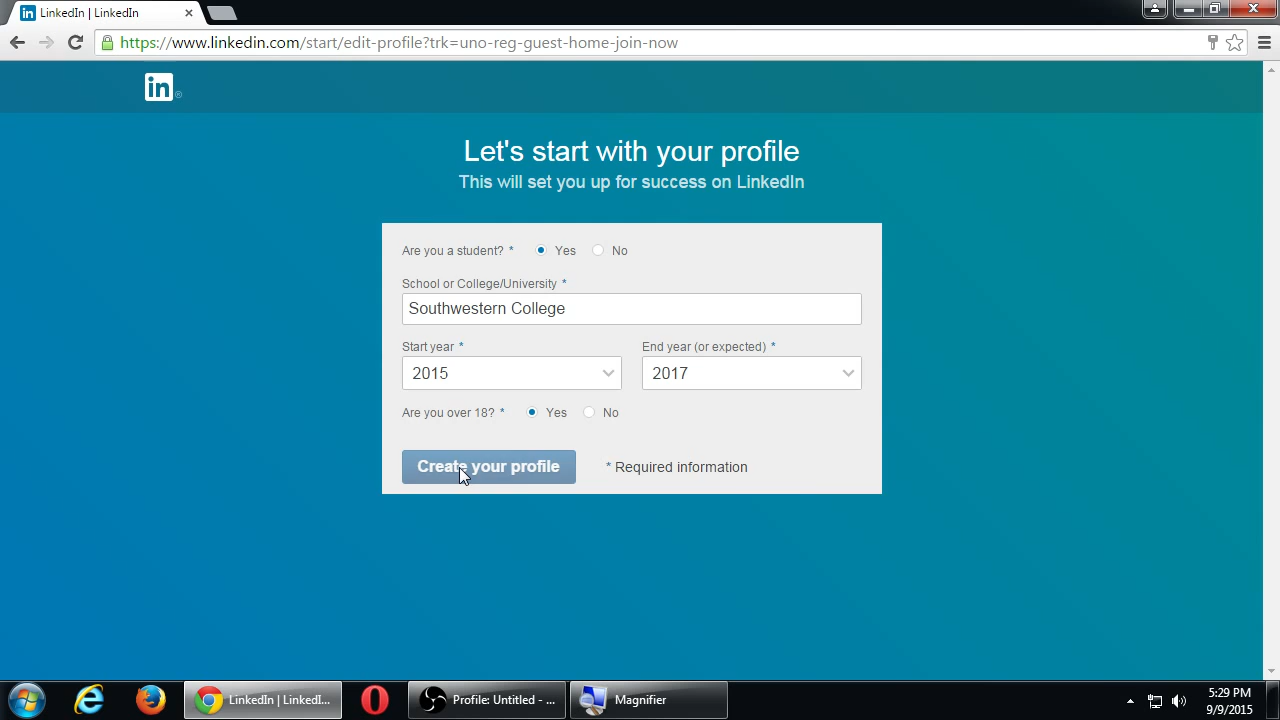 LinkedIn | LinkedIn
https://www.linkedin.com/start/edit-profile?trk=uno-reg-guest-home-join-now
in®
Let's start with your profile
This will set you up for success on LinkedIn
Are you a student? * Yes No
School or College/University *
Southwestern College
Start year * End year (or expected) *
2015 2017
Are you over 18? * Yes No
Create your profile * Required information
LinkedIn | LinkedI... Profile: Untitled - ... Magnifier
5:29 PM
9/9/2015